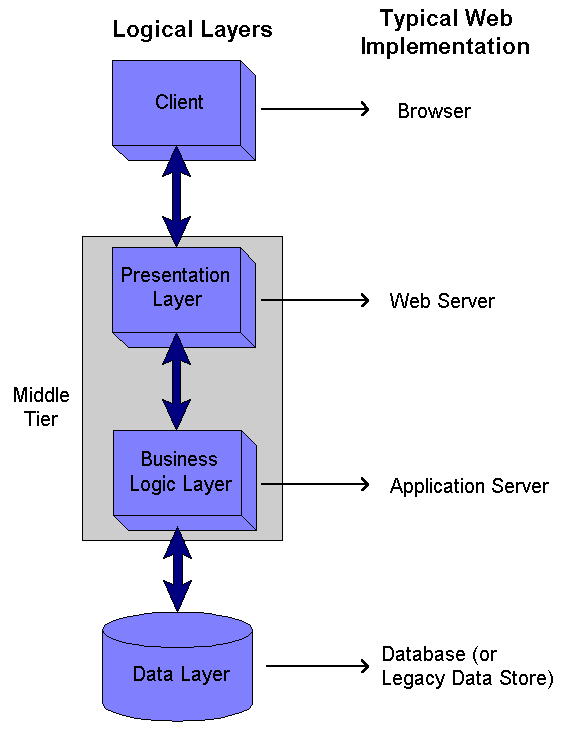 Logical Layers
Typical Web
Implementation
Client
Browser
Presentation
Layer
Web Server
Middle
Tier
Business
Logic Layer
Application Server
Data Layer
Database (or
Legacy Data Store)